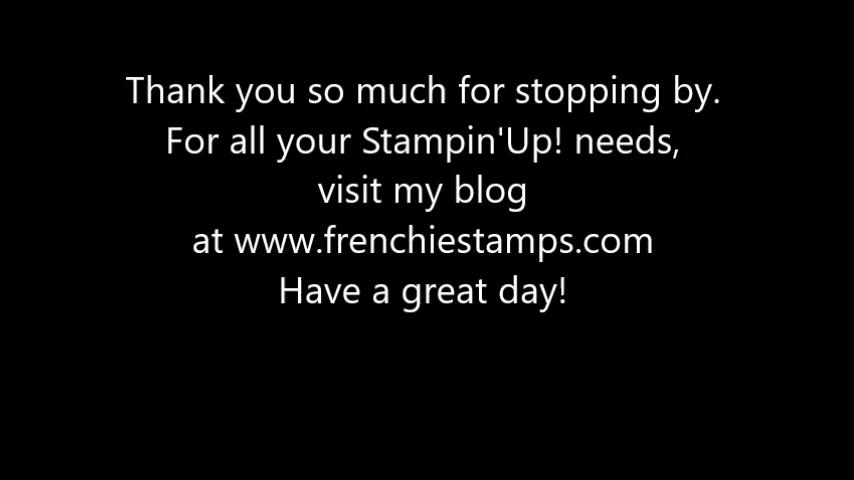 Thank you so much for stopping by.
For all your Stampin'Up! needs,
visit my blog
at www.frenchiestamps.com
Have a great day!